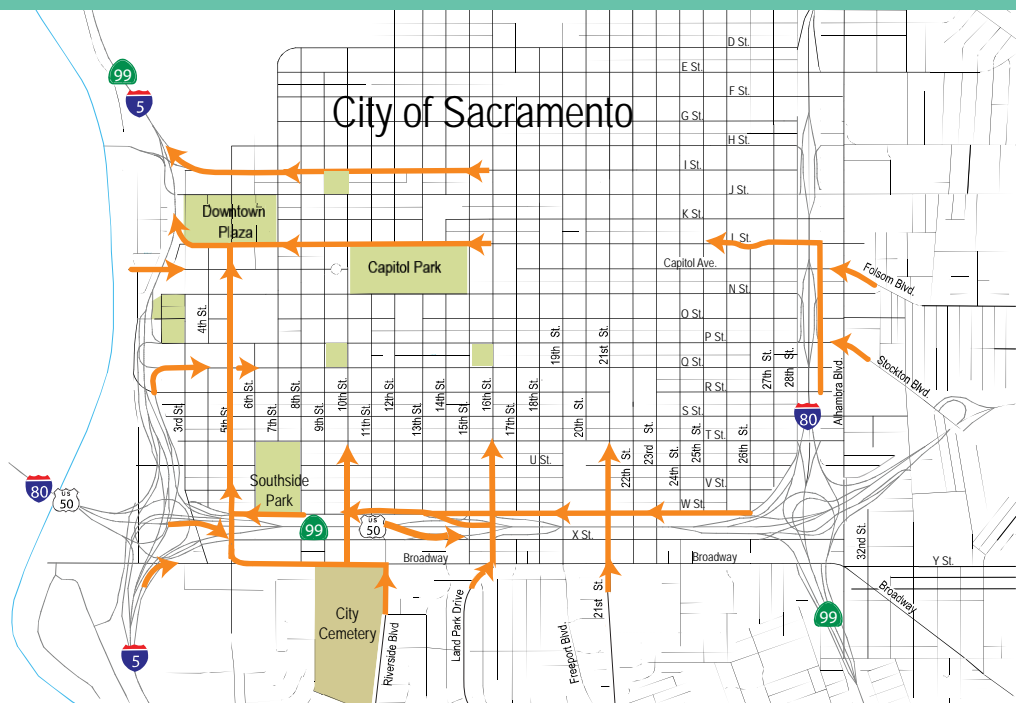 D St.
E St.
99
F St.
5
City of Sacramento
G St.
H St.
I St.
J St.
Downtown
Plaza
K St.
L St.
Capitol Park
Capitol Ave.
Folsom Blvd.
N St.
4th St.
O St.
19th St.
21st St.
P St.
Q St.
27th St.
28th St.
Alhambra Blvd.
Stockton Blvd.
3rd St.
5th St.
6th St.
7th St.
8th St.
9th St.
10th St.
11th St.
12th St.
13th St.
14th St.
15th St.
16th St.
17th St.
18th St.
20th St.
R St.
S St.
80
T St.
22th St.
23rd St.
24th St.
25th St.
26th St.
U St.
Southside
Park
V St.
80
US
50
W St.
99
US
50
X St.
32nd St.
Broadway
Broadway
Y St.
Broadway
City
Cemetery
Riverside Blvd
Land Park Drive
Freeport Blvd.
21st St.
99
5